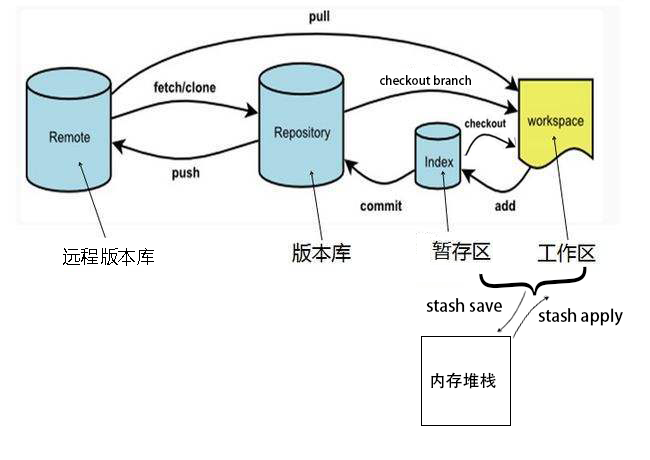 pull
fetch/clone
checkout branch
Remote
Repository
checkout
workspace
Index
push
commit
add
远程版本库
版本库
暂存区
工作区
stash save
stash apply
内存堆栈